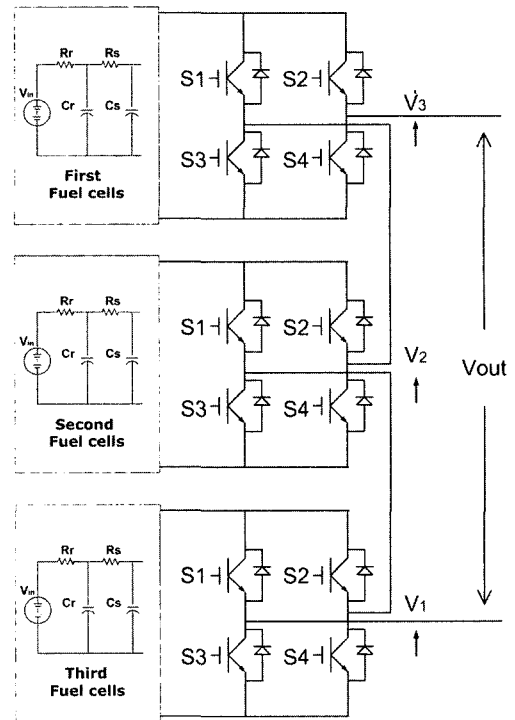 Rr Rs
Vin
Cr Cs
First
Fuel cells
S1 S2
S3 S4
V3
Rr Rs
Vin
Cr Cs
Second
Fuel cells
S1 S2
S3 S4
V2
Vout
Rr Rs
Vin
Cr Cs
Third
Fuel cells
S1 S2
S3 S4
V1